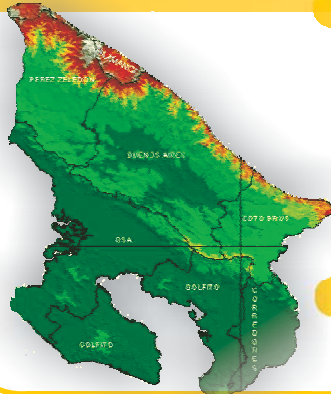 PEREZ ZELEDON
BUENOS AIRES
COTO BRUS
OSA
GOLFITO
GOLFITO
CORREDORES